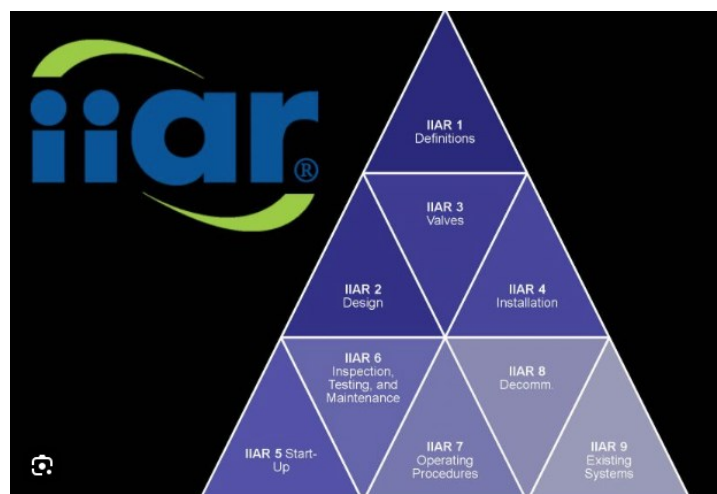 iiar®
IIAR 1
Definitions
IIAR 3
Valves
IIAR 2
Design
IIAR 4
Installation
IIAR 6
Inspection,
Testing, and
Maintenance
IIAR 8
Decomm.
IIAR 5 Start-
Up
IIAR 7
Operating
Procedures
IIAR 9
Existing
Systems